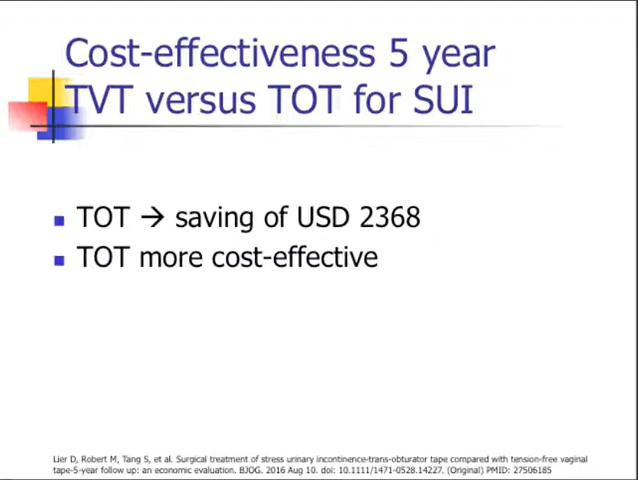 Cost-effectiveness 5 year
TVT versus TOT for SUI
TOT → saving of USD 2368
TOT more cost-effective
Lier D, Robert M, Tang S, et al. Surgical treatment of stress urinary incontinence-trans-obturator tape compared with tension-free vaginal
tape-5-year follow up: an economic evaluation. BJOG. 2016 Aug 10. doi: 10.1111/1471-0528.14227. (Original) PMID: 27506185